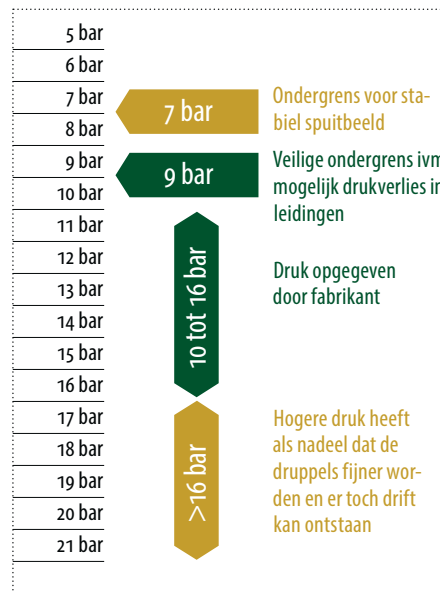 5 bar
6 bar
7 bar
8 bar
9 bar
10 bar
11 bar
12 bar
13 bar
14 bar
15 bar
16 bar
17 bar
18 bar
19 bar
20 bar
21 bar
7 bar
Ondergrens voor sta-
biel spuitbeeld
9 bar
Veilige ondergrens ivm
mogelijk drukverlies in
leidingen
10 tot 16 bar
Druk opgegeven
door fabrikant
>16 bar
Hogere druk heeft
als nadeel dat de
druppels fijner wor-
den en er toch drift
kan ontstaan